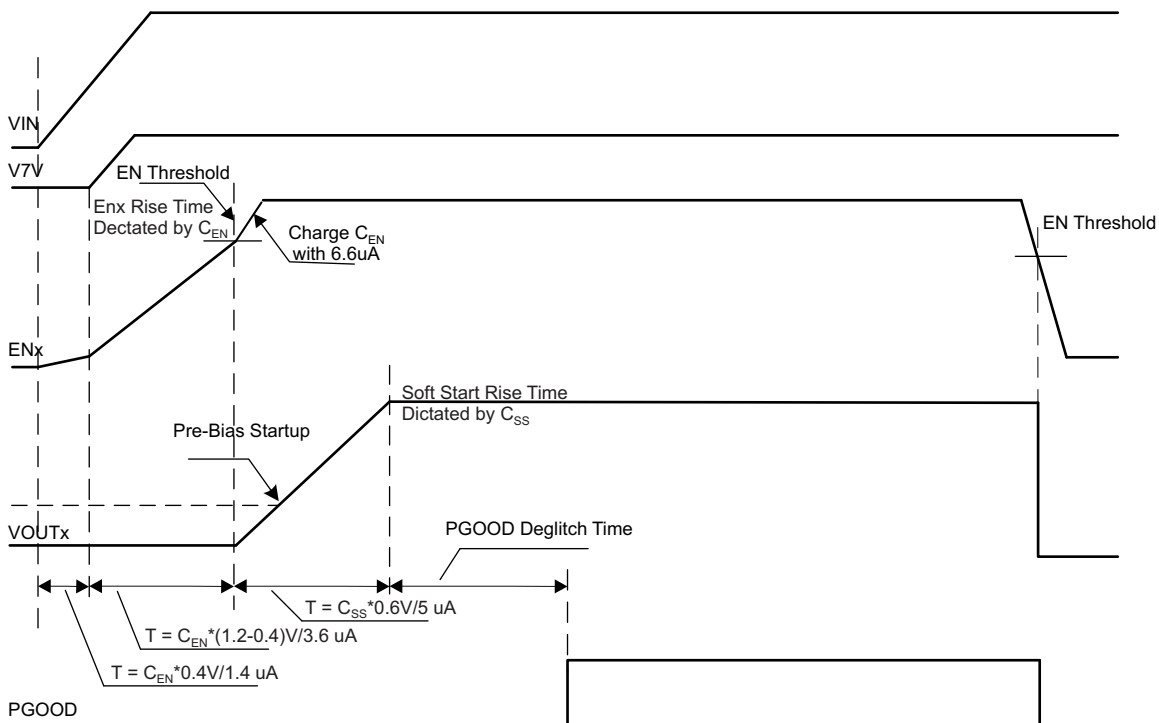 VIN
V7V
EN Threshold
Enx Rise Time
Dectated by C_EN
Charge C_EN
with 6.6uA
EN Threshold
ENx
Soft Start Rise Time
Dictated by C_SS
Pre-Bias Startup
VOUTx
PGOOD Deglitch Time
T = C_SS*0.6V/5 uA
T = C_EN*(1.2-0.4)V/3.6 uA
T = C_EN*0.4V/1.4 uA
PGOOD